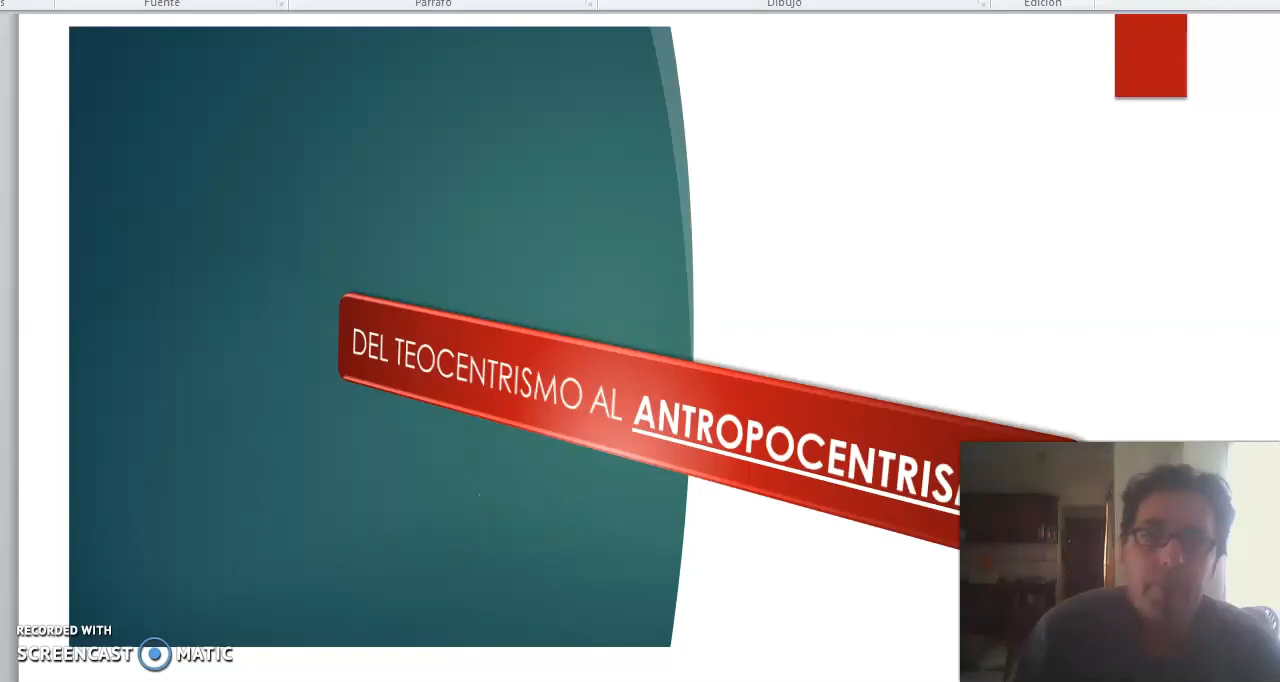 s Fuente Párrafo Dibujo Edición
DEL TEOCENTRISMO AL ANTROPOCENTRIS
RECORDED WITH
SCREENCAST MATIC